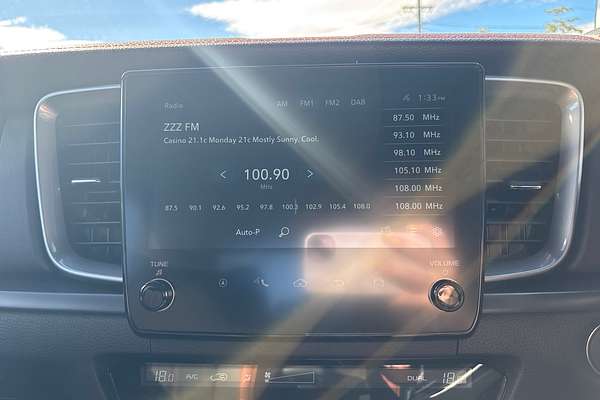 Radio AM FM1 FM2 DAB 1:33 PM
ZZZ FM
Casino 21.1c Monday 21c Mostly Sunny. Cool.
87.50 MHz
93.10 MHz
98.10 MHz
105.10 MHz
108.00 MHz
108.00 MHz
< 100.90 >
MHz
87.5 90.1 92.6 95.2 97.8 100.3 102.9 105.4 108.0
Auto-P
TUNE
VOLUME
18.0 A/C
DUAL 18